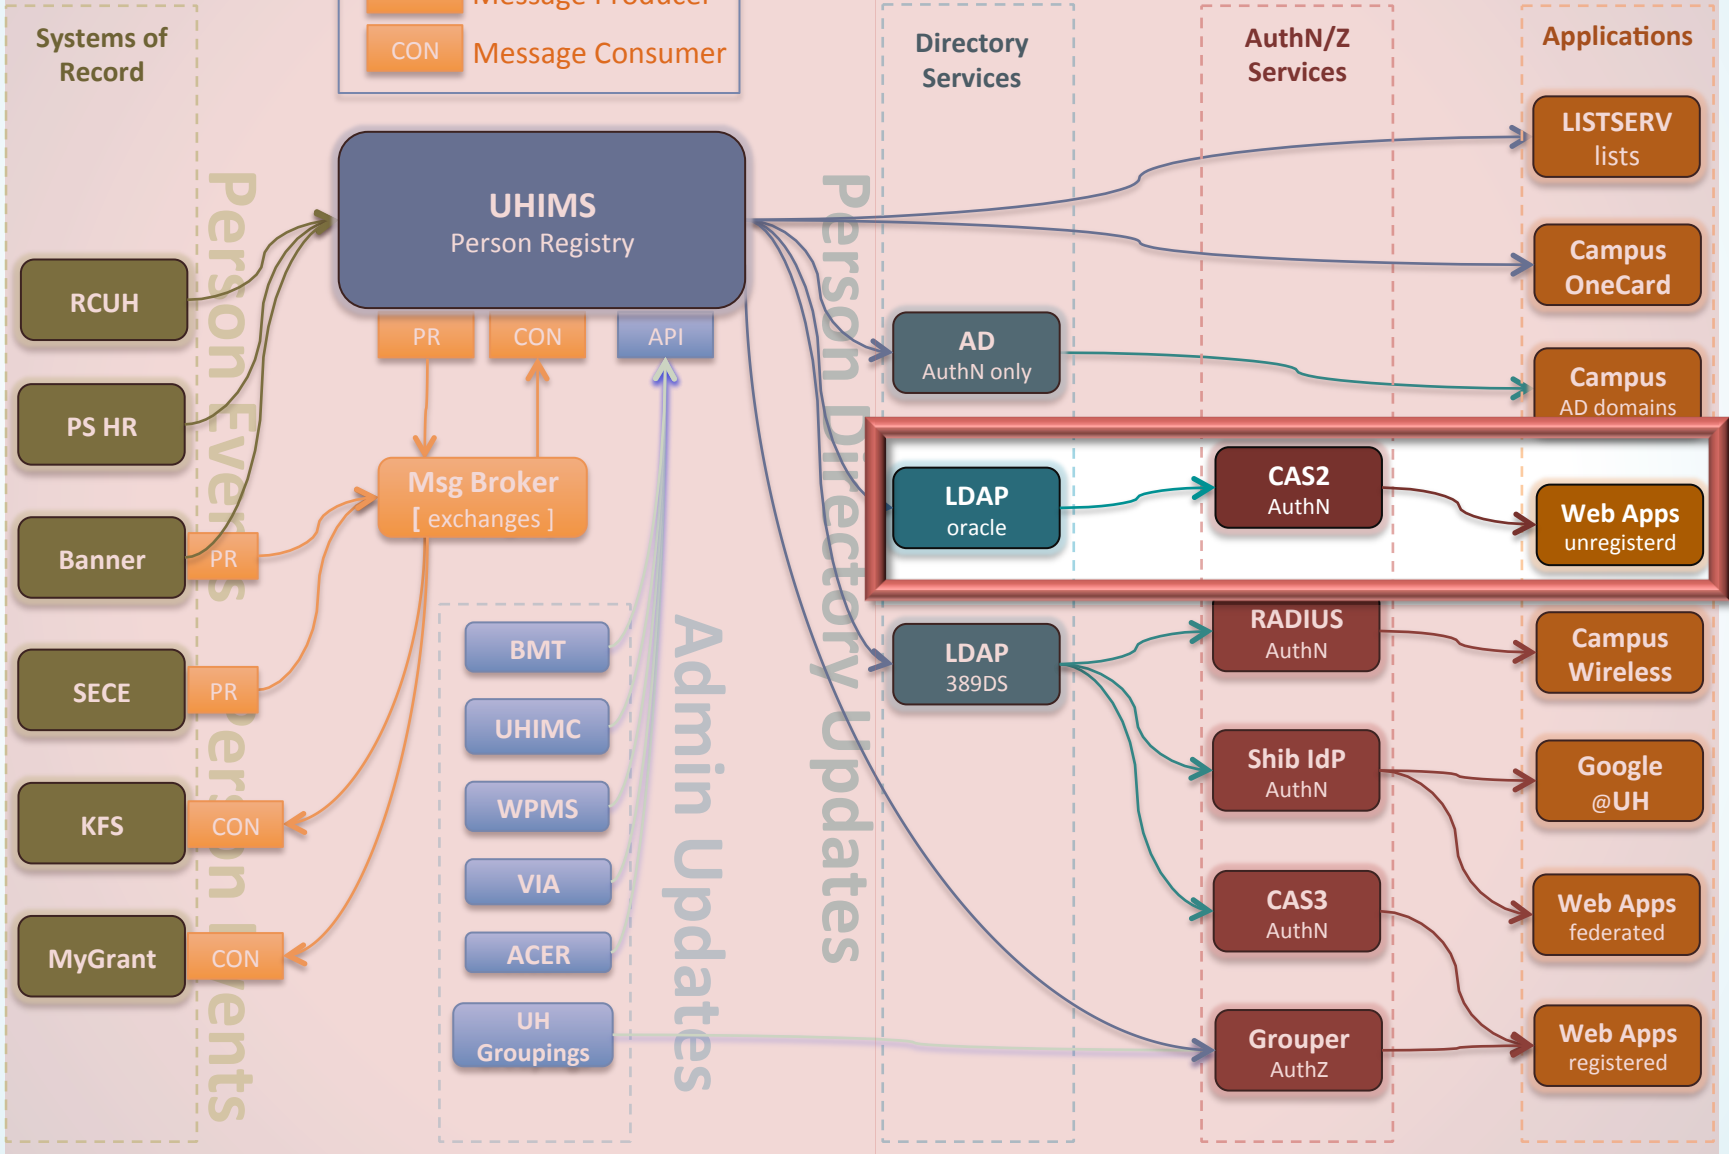 Message Producer
CON Message Consumer
Systems of
Record
Directory
Services
AuthN/Z
Services
Applications
UHIMS
Person Registry
PR
CON
API
RCUH
PS HR
Banner
PR
SECE
PR
KFS
CON
MyGrant
CON
Person Events
Person Events
Msg Broker
[ exchanges ]
BMT
UHIMC
WPMS
VIA
ACER
UH
Groupings
Admin Updates
Person Directory Updates
AD
AuthN only
LDAP
oracle
LDAP
389DS
CAS2
AuthN
RADIUS
AuthN
Shib IdP
AuthN
CAS3
AuthN
Grouper
AuthZ
LISTSERV
lists
Campus
OneCard
Campus
AD domains
Web Apps
unregisterd
Campus
Wireless
Google
@UH
Web Apps
federated
Web Apps
registered